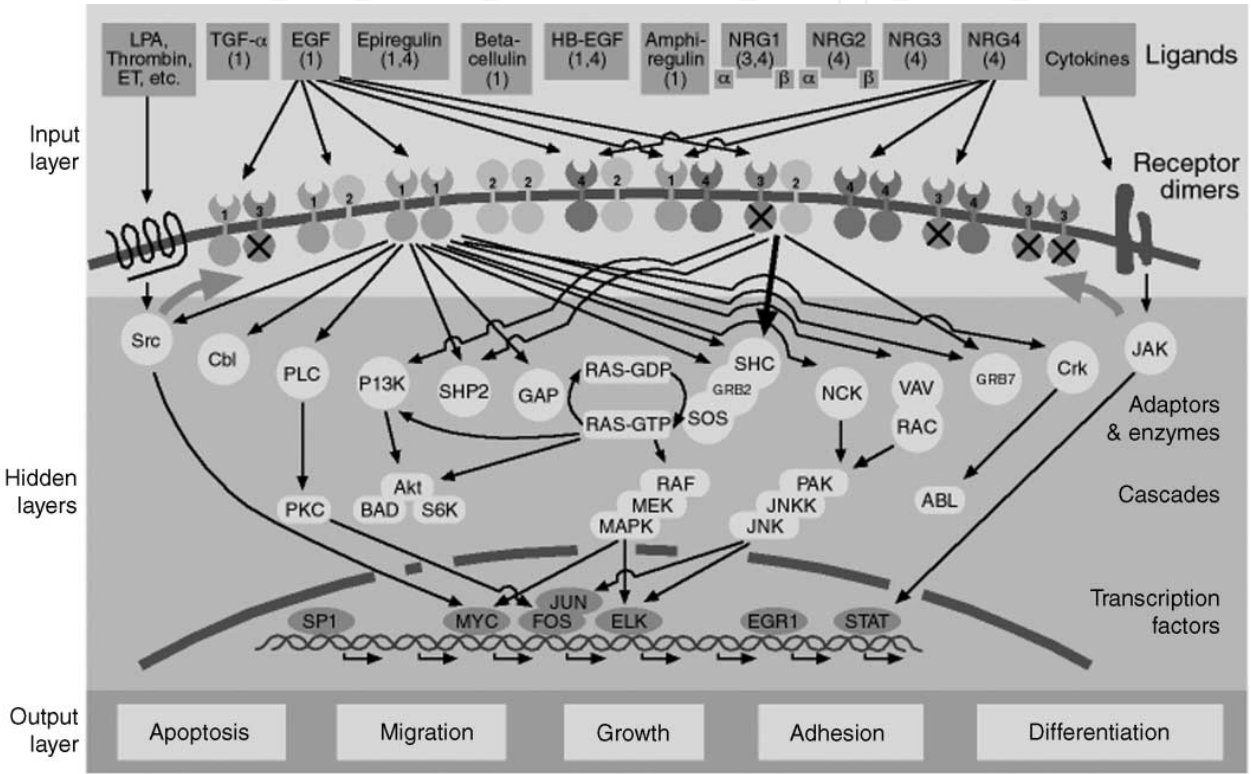 LPA,
Thrombin,
ET, etc.
TGF-α
(1)
EGF
(1)
Epiregulin
(1,4)
Beta-
cellulin
(1)
HB-EGF
(1,4)
Amphi-
regulin
(1)
NRG1
(3,4)
α
β
NRG2
(4)
α
β
NRG3
(4)
NRG4
(4)
Cytokines
Ligands
Input
layer
Receptor
dimers
1
3
1
2
1
1
2
2
4
2
1
4
3
2
4
4
3
4
3
3
Src
Cbl
PLC
P13K
SHP2
GAP
RAS-GDP
RAS-GTP
SHC
GRB2
SOS
NCK
VAV
RAC
GRB7
Crk
JAK
Adaptors
& enzymes
Hidden
layers
PKC
Akt
BAD
S6K
RAF
MEK
MAPK
PAK
JNKK
JNK
ABL
Cascades
SP1
MYC
JUN
FOS
ELK
EGR1
STAT
Transcription
factors
Output
layer
Apoptosis
Migration
Growth
Adhesion
Differentiation